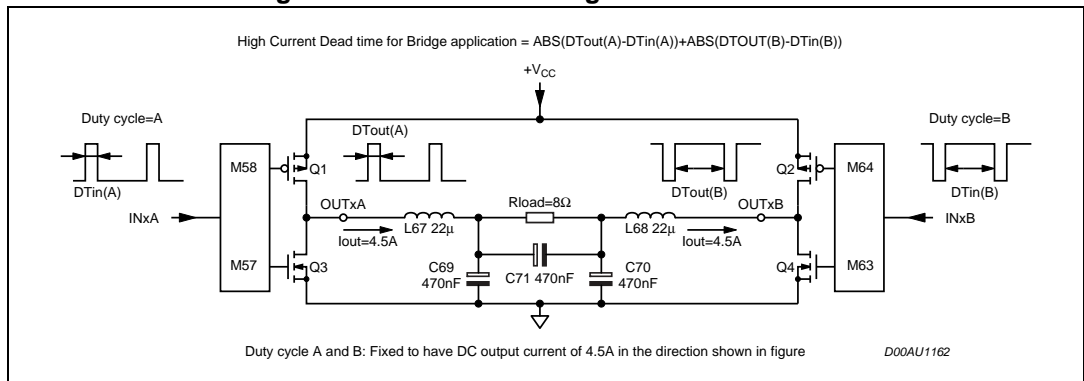 High Current Dead time for Bridge application = ABS(DTout(A)-DTin(A))+ABS(DTOUT(B)-DTin(B))
+VCC
Duty cycle=A
DTin(A)
INxA
M58
M57
Q1
Q3
DTout(A)
OUTxA
Iout=4.5A
L67 22µ
Rload=8Ω
C69
470nF
C71 470nF
C70
470nF
L68 22µ
Iout=4.5A
DTout(B)
OUTxB
Q2
Q4
M64
M63
Duty cycle=B
DTin(B)
INxB
Duty cycle A and B: Fixed to have DC output current of 4.5A in the direction shown in figure
D00AU1162